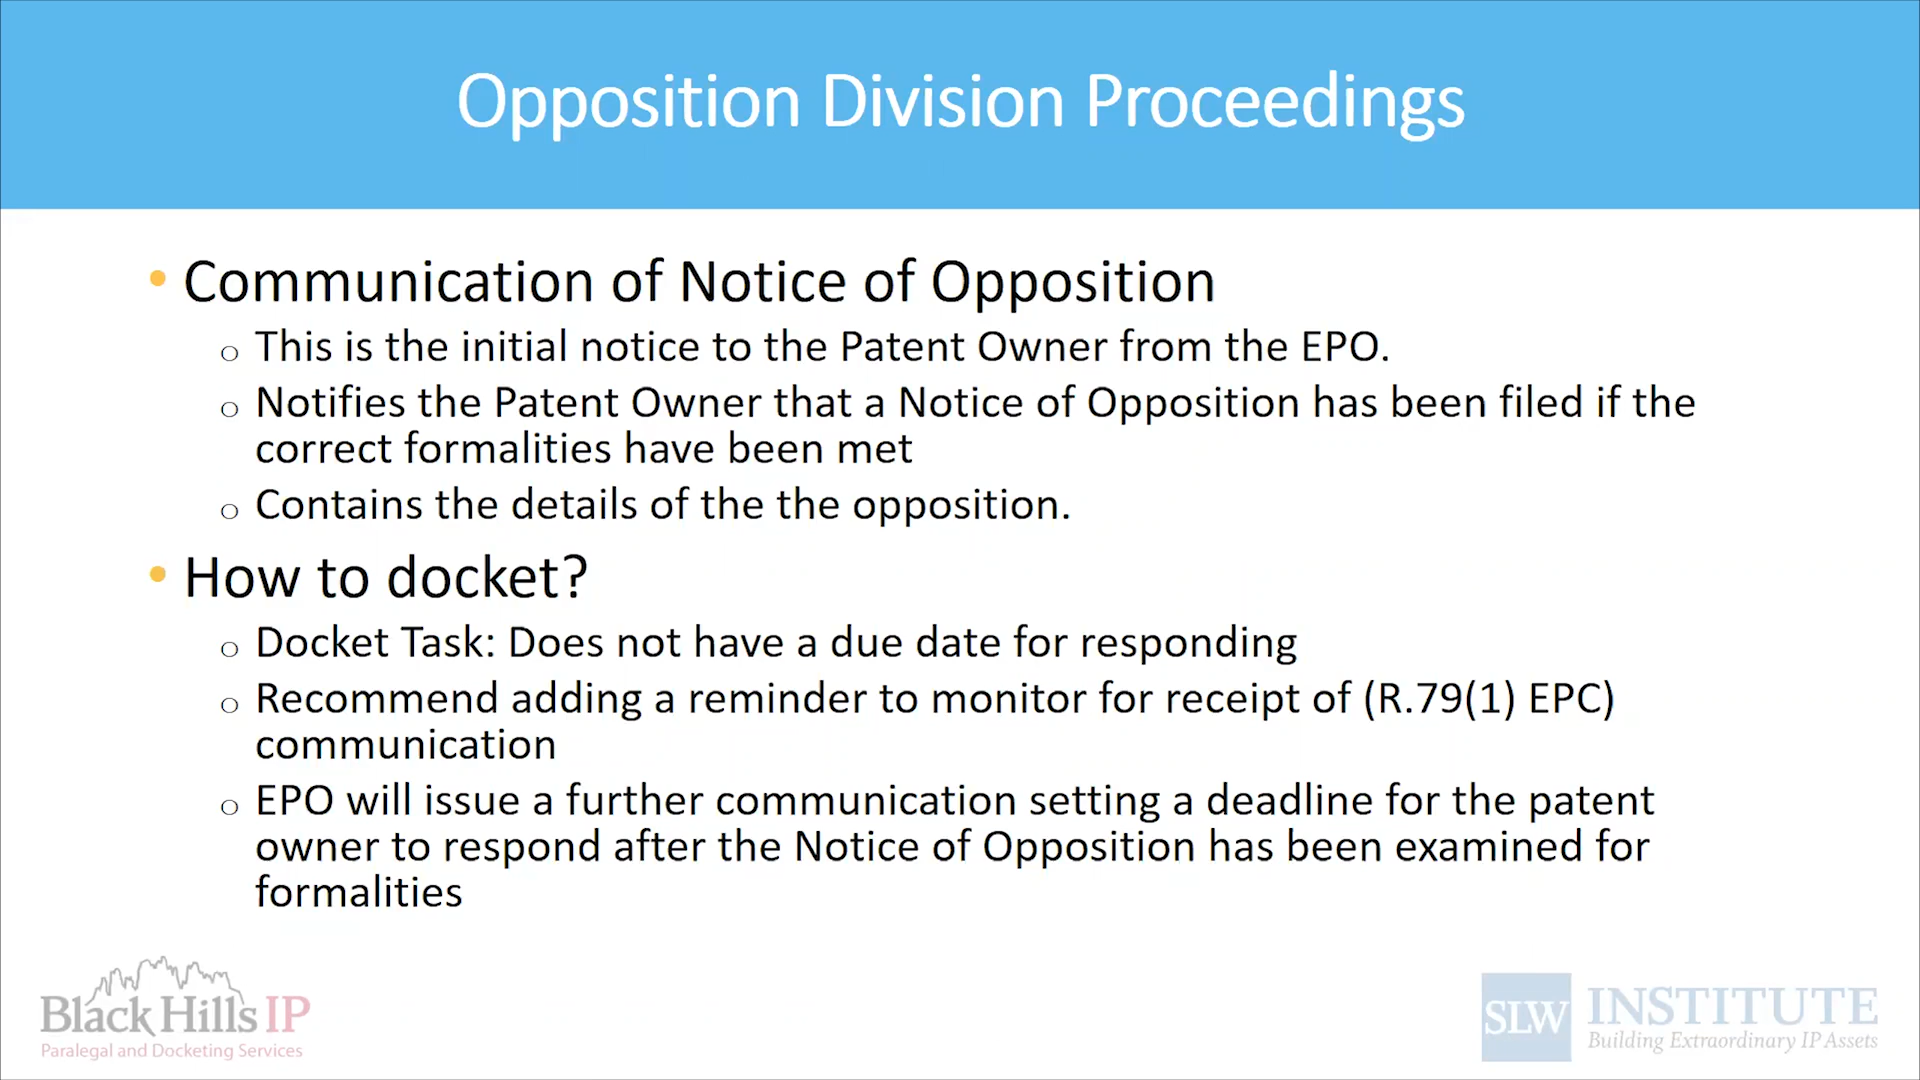 Opposition Division Proceedings
• Communication of Notice of Opposition
o This is the initial notice to the Patent Owner from the EPO.
o Notifies the Patent Owner that a Notice of Opposition has been filed if the
correct formalities have been met
o Contains the details of the the opposition.
• How to docket?
o Docket Task: Does not have a due date for responding
o Recommend adding a reminder to monitor for receipt of (R.79(1) EPC)
communication
o EPO will issue a further communication setting a deadline for the patent
owner to respond after the Notice of Opposition has been examined for
formalities
Black Hills IP
Paralegal and Docketing Services
SLW INSTITUTE
Building Extraordinary IP Assets